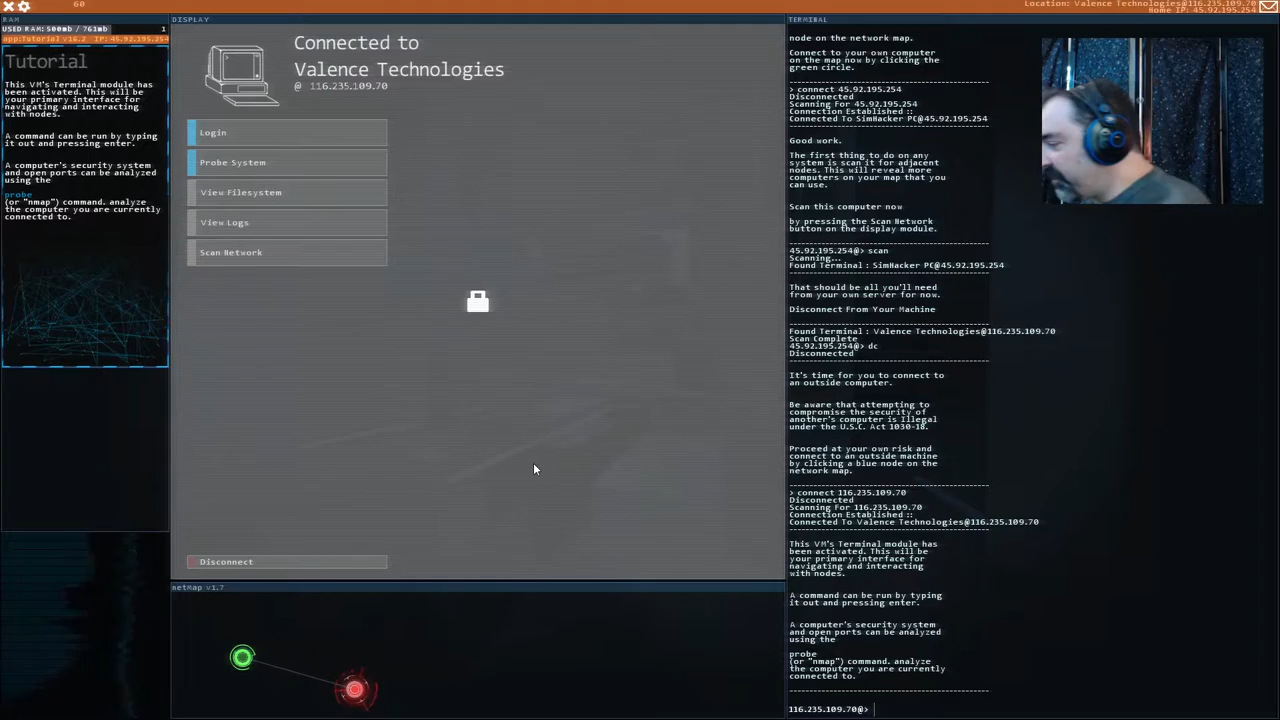 60
Location: Valence Technologies@116.235.109.70
Home IP: 45.92.195.254
RAM
USED RAM: 500mb / 761mb 1
app:Tutorial v16.2 IP: 45.92.195.254
Tutorial
This VM's Terminal module has
been activated. This will be
your primary interface for
navigating and interacting
with nodes.
A command can be run by typing
it out and pressing enter.
A computer's security system
and open ports can be analyzed
using the
probe
(or "nmap") command. analyze
the computer you are currently
connected to.
DISPLAY
Connected to
Valence Technologies
@ 116.235.109.70
Login
Probe System
View Filesystem
View Logs
Scan Network
Disconnect
netMap v1.7
TERMINAL
node on the network map.
Connect to your own computer
on the map now by clicking the
green circle.
> connect 45.92.195.254
Disconnected
Scanning For 45.92.195.254
Connection Established ::
Connected To SimHacker PC@45.92.195.254
Good work.
The first thing to do on any
system is scan it for adjacent
nodes. This will reveal more
computers on your map that you
can use.
Scan this computer now
by pressing the Scan Network
button on the display module.
45.92.195.254@> scan
Scanning...
Found Terminal : SimHacker PC@45.92.195.254
That should be all you'll need
from your own server for now.
Disconnect From Your Machine
Found Terminal : Valence Technologies@116.235.109.70
Scan Complete
45.92.195.254@> dc
Disconnected
It's time for you to connect to
an outside computer.
Be aware that attempting to
compromise the security of
another's computer is Illegal
under the U.S.C. Act 1030-18.
Proceed at your own risk and
connect to an outside machine
by clicking a blue node on the
network map.
> connect 116.235.109.70
Disconnected
Scanning For 116.235.109.70
Connection Established ::
Connected To Valence Technologies@116.235.109.70
This VM's Terminal module has
been activated. This will be
your primary interface for
navigating and interacting
with nodes.
A command can be run by typing
it out and pressing enter.
A computer's security system
and open ports can be analyzed
using the
probe
(or "nmap") command. analyze
the computer you are currently
connected to.
116.235.109.70@>